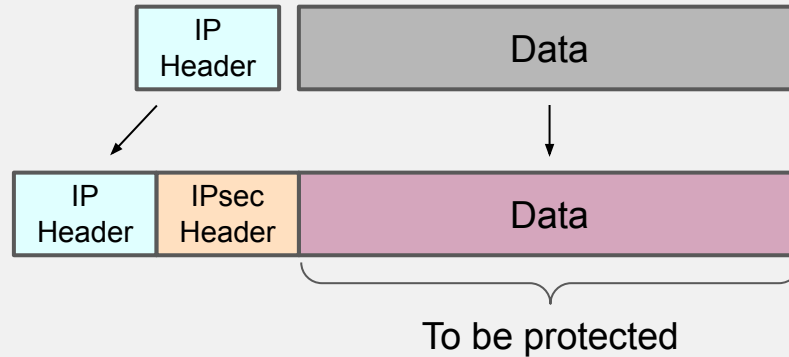 IP
Header
Data
IP
Header
IPsec
Header
Data
To be protected